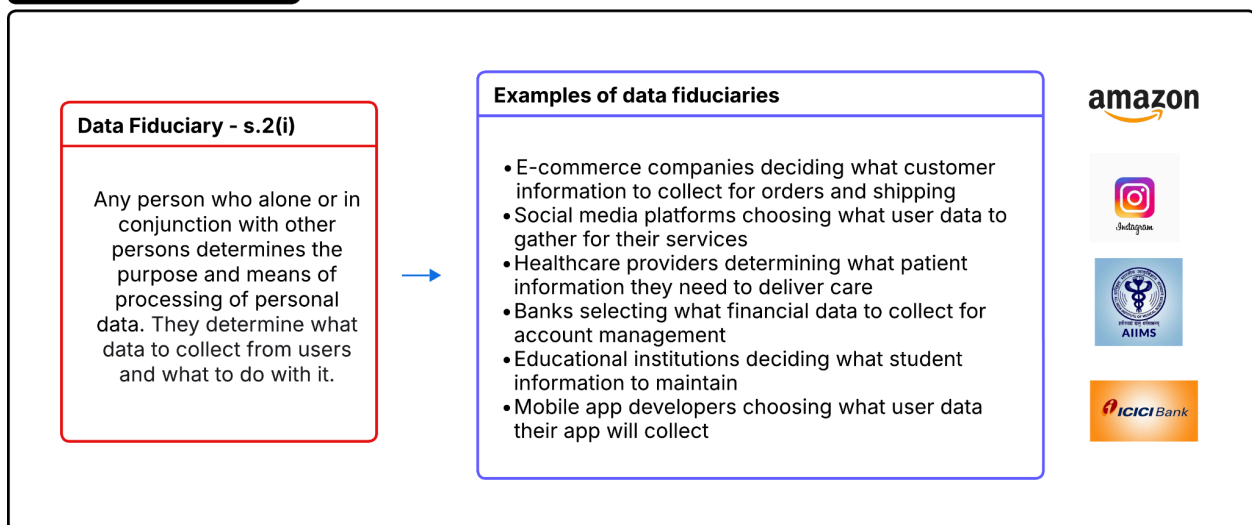 Data Fiduciary - s.2(i)
Any person who alone or in
conjunction with other
persons determines the
purpose and means of
processing of personal
data. They determine what
data to collect from users
and what to do with it.
Examples of data fiduciaries
•E-commerce companies deciding what customer
information to collect for orders and shipping
•Social media platforms choosing what user data to
gather for their services
•Healthcare providers determining what patient
information they need to deliver care
•Banks selecting what financial data to collect for
account management
•Educational institutions deciding what student
information to maintain
•Mobile app developers choosing what user data
their app will collect
amazon
Instagram
AIIMS
ICICI Bank